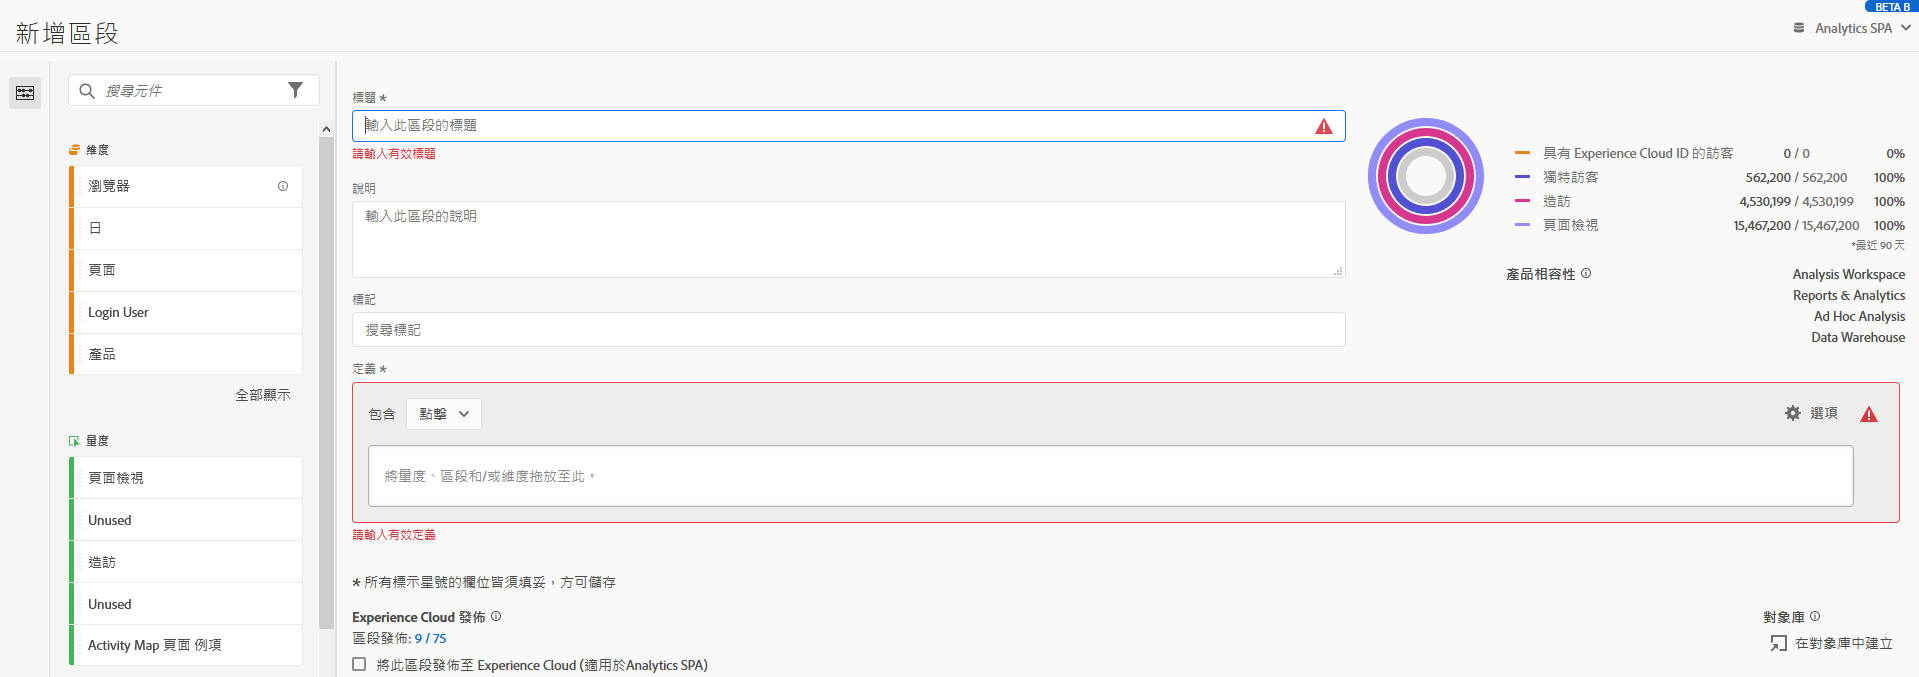 BETA B
新增區段
Analytics SPA
搜尋元件
維度
瀏覽器
日
頁面
Login User
產品
全部顯示
量度
頁面檢視
Unused
造訪
Unused
Activity Map 頁面 例項
標題 *
輸入此區段的標題
請輸入有效標題
說明
輸入此區段的說明
標記
搜尋標記
具有 Experience Cloud ID 的訪客 0 / 0 0%
獨特訪客 562,200 / 562,200 100%
造訪 4,530,199 / 4,530,199 100%
頁面檢視 15,467,200 / 15,467,200 100%
*最近 90 天
產品相容性 Analysis Workspace
Reports & Analytics
Ad Hoc Analysis
Data Warehouse
定義 *
包含 點擊 選項
將量度、區段和/或維度拖放至此。
請輸入有效定義
* 所有標示星號的欄位皆須填妥，方可儲存
Experience Cloud 發佈
區段發佈: 9 / 75
將此區段發佈至 Experience Cloud (適用於Analytics SPA)
對象庫
在對象庫中建立